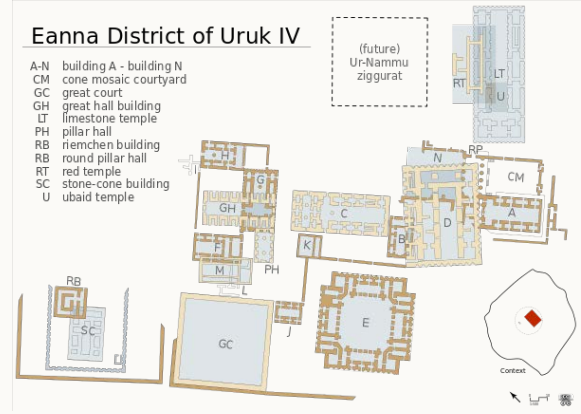 Eanna District of Uruk IV
A-N building A - building N
CM cone mosaic courtyard
GC great court
GH great hall building
LT limestone temple
PH pillar hall
RB riemchen building
RB round pillar hall
RT red temple
SC stone-cone building
U ubaid temple
(future)
Ur-Nammu
ziggurat
RT
LT
U
H
N
RP
CM
G
GH
C
A
D
B
F
K
M
PH
L
RB
SC
J
E
GC
Context